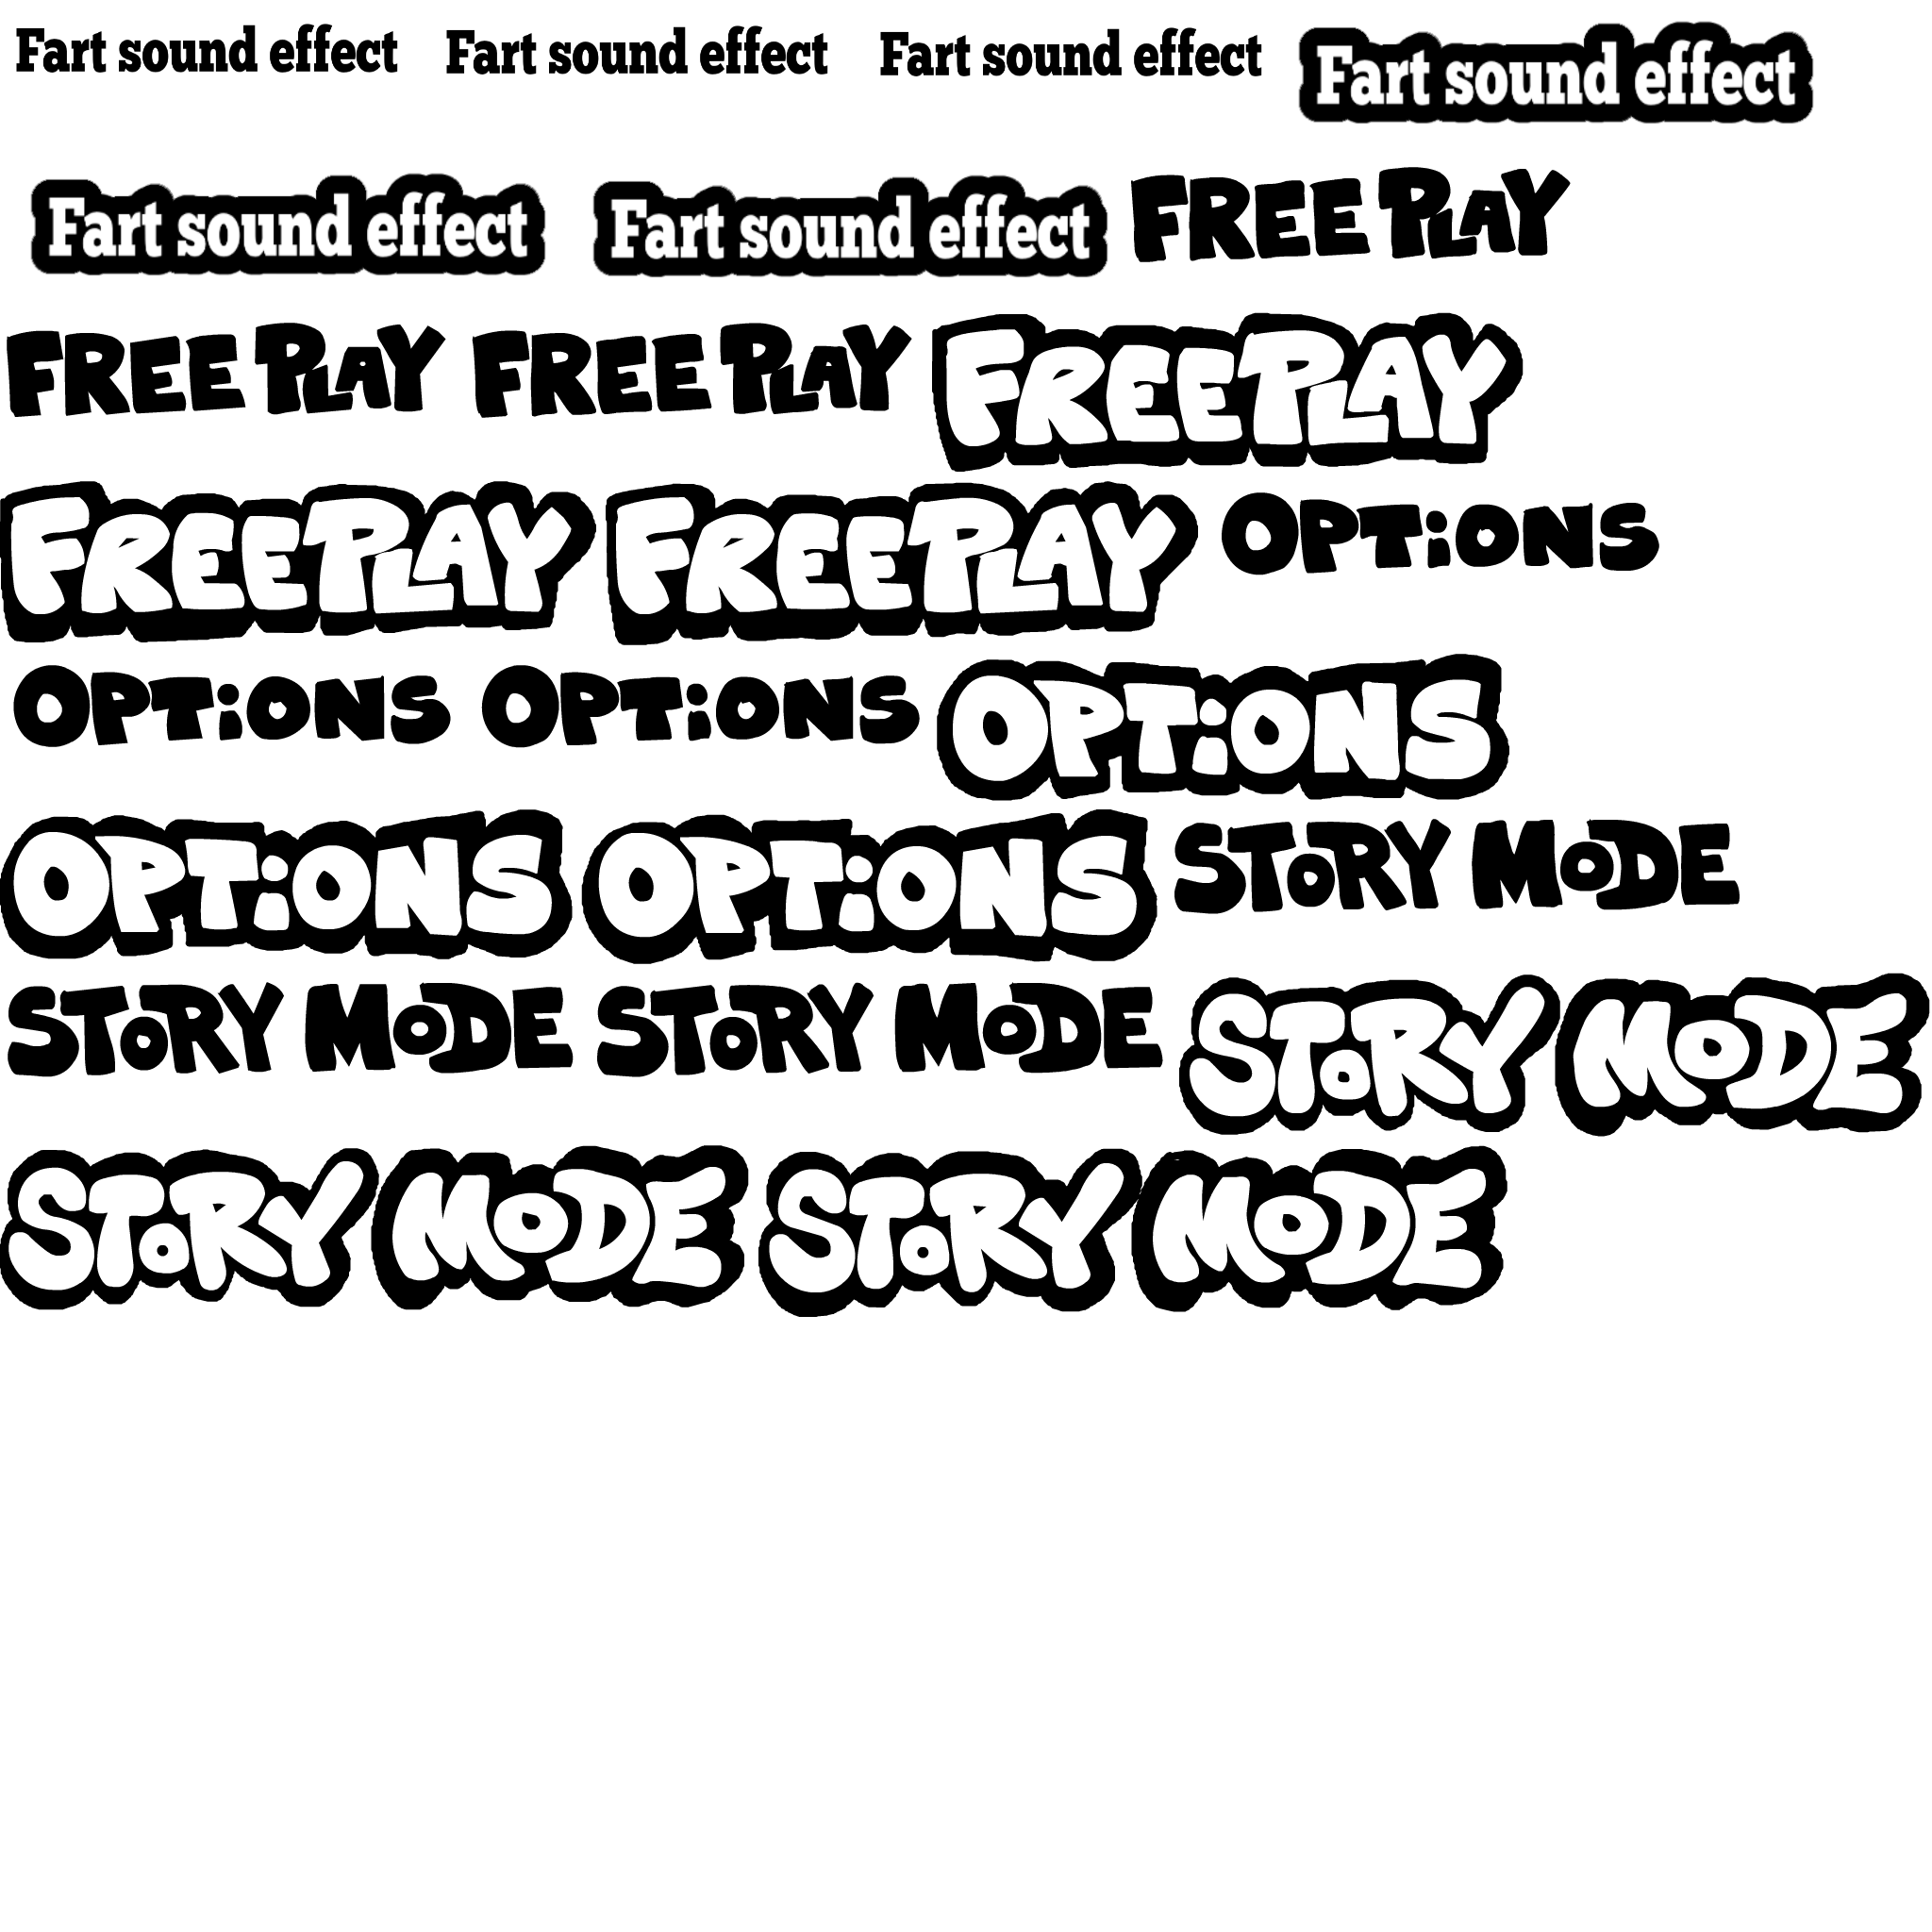 Fart sound effect Fart sound effect Fart sound effect Fart sound effect
Fart sound effect Fart sound effect FREE PLAY
FREE PLAY FREE PLAY FREEPLAY
FREEPLAY FREEPLAY OPTiONS
OPTiONS OPTiONS OPTiONS
OPTiONS OPTiONS STORY MODE
STORY MODE STORY MODE STORY MODE
STORY MODE STORY MODE